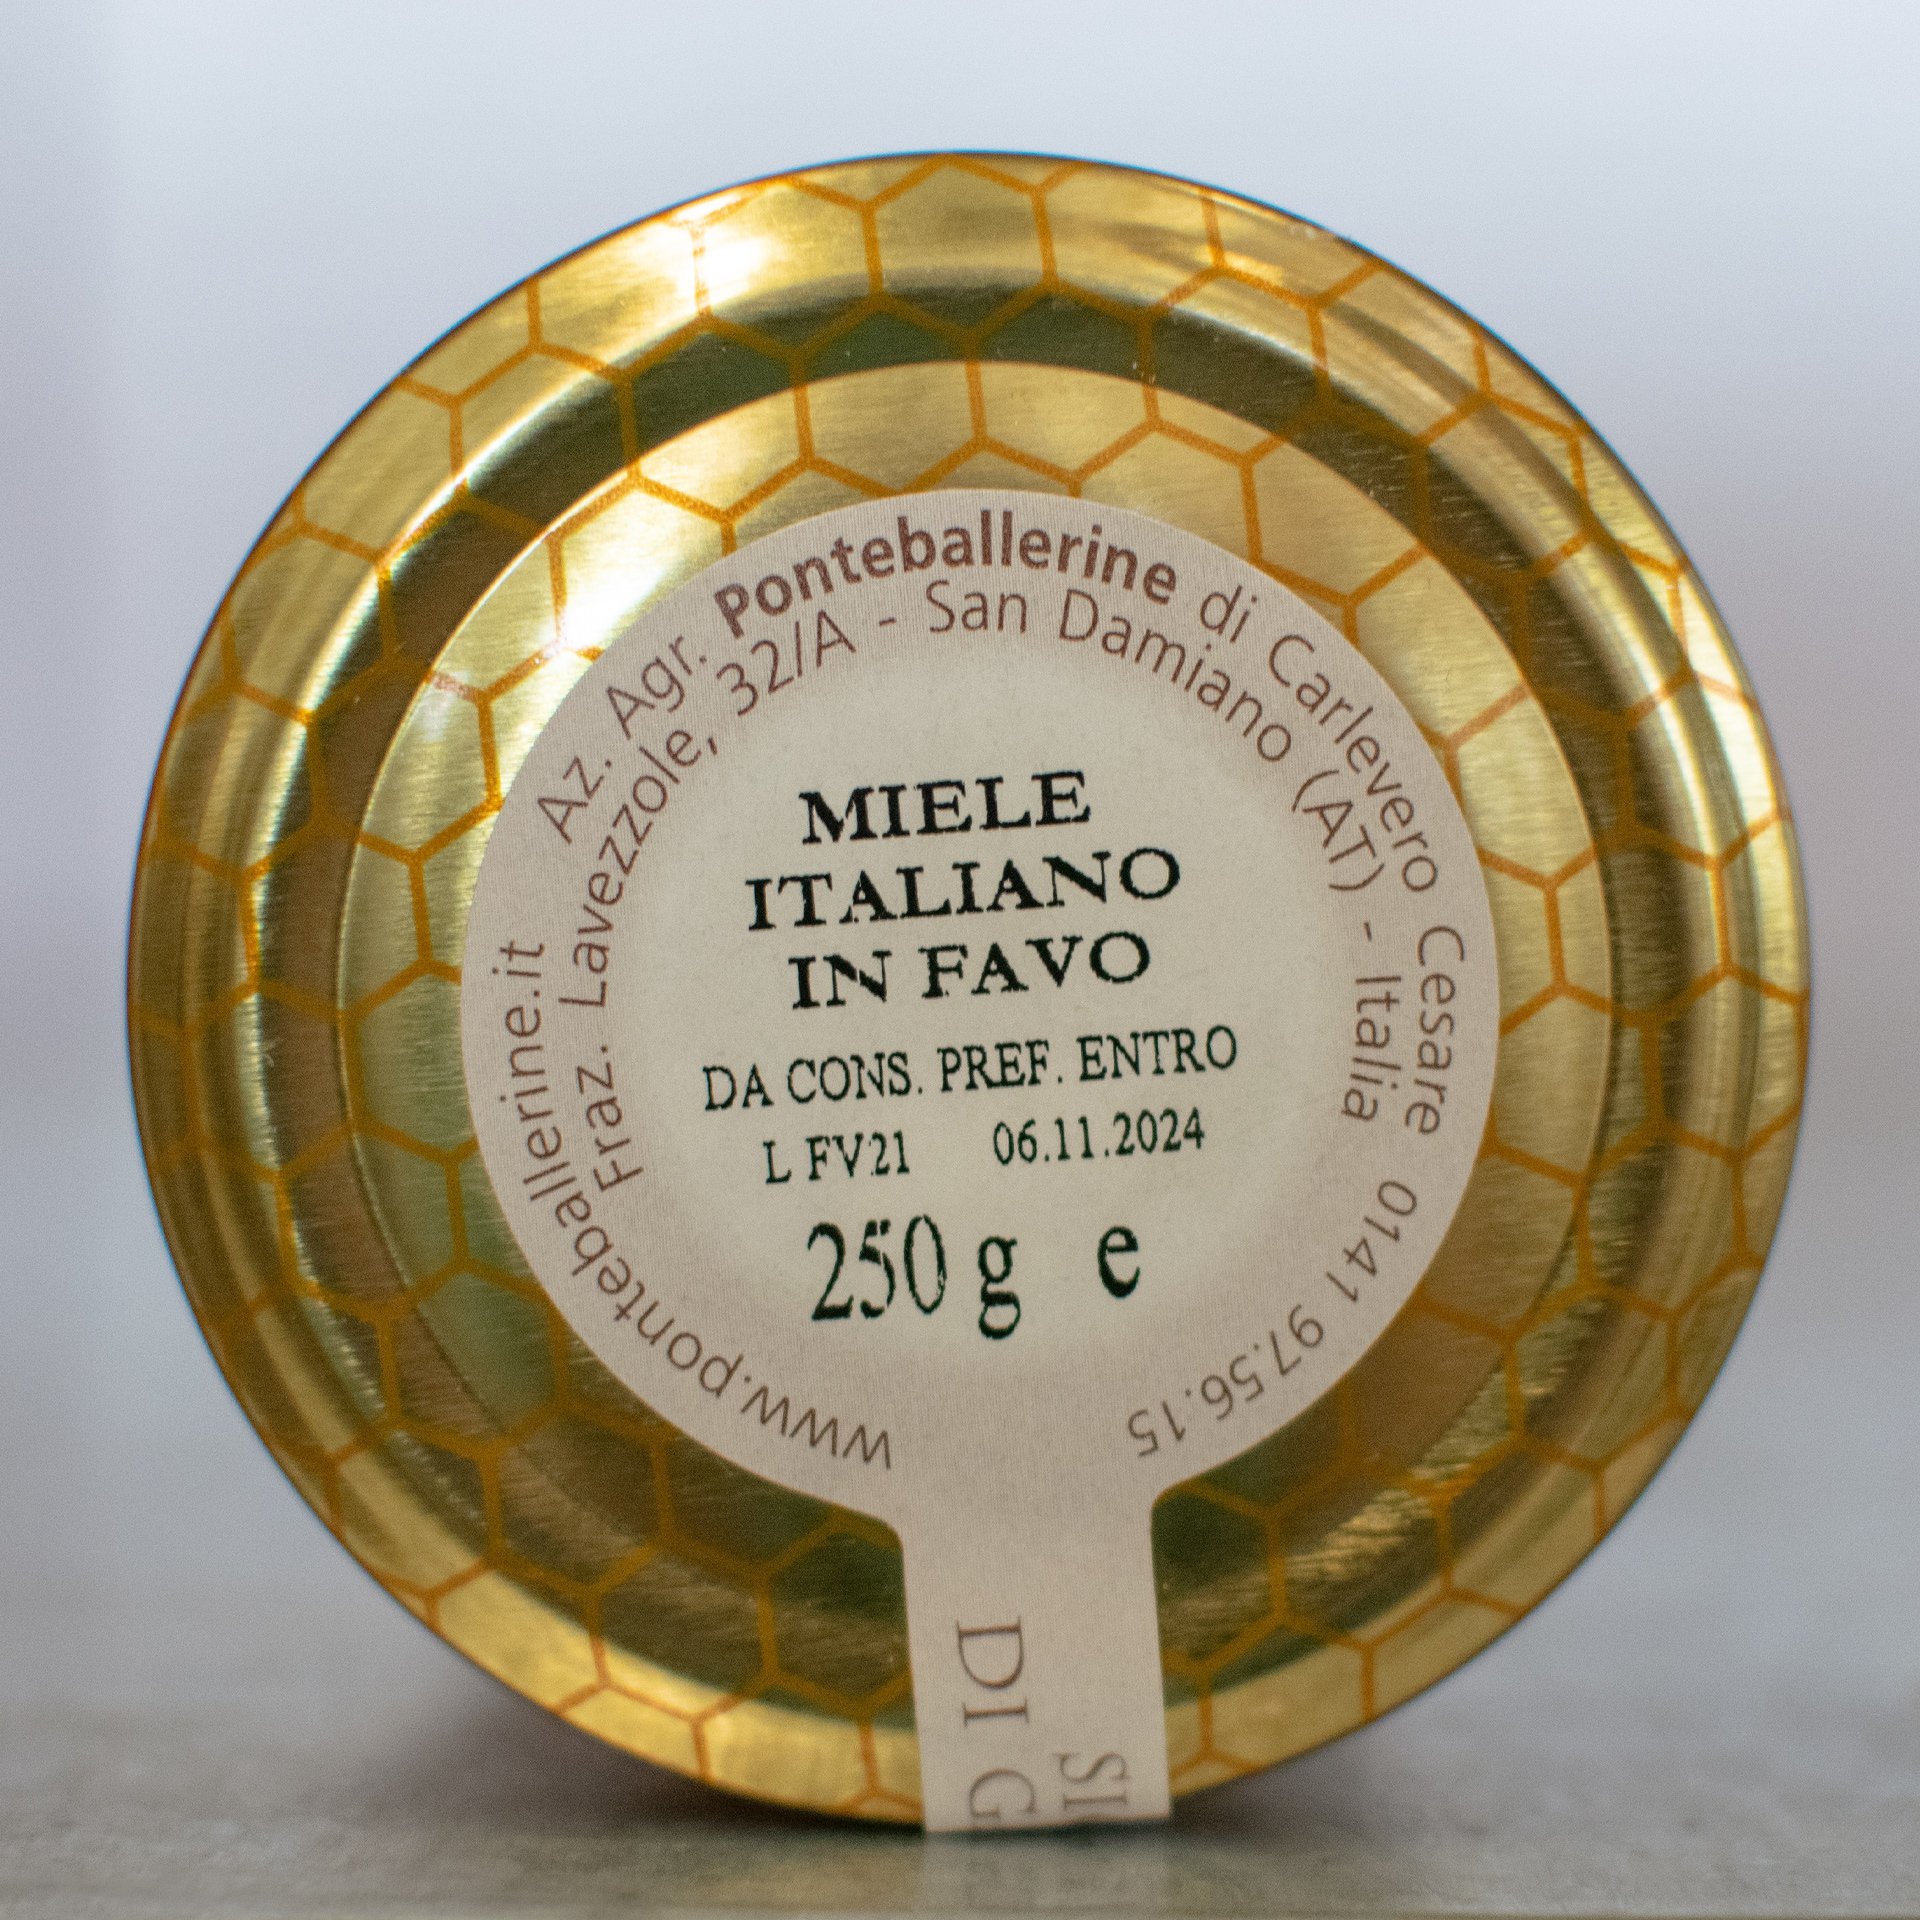 www.ponteballerine.it Az. Agr. Ponteballerine di Carlevero Cesare 0141 97.56.15
Fraz. Lavezzole, 32/A - San Damiano (AT) - Italia
MIELE
ITALIANO
IN FAVO
DA CONS. PREF. ENTRO
L FV21 06.11.2024
250 g e
DI